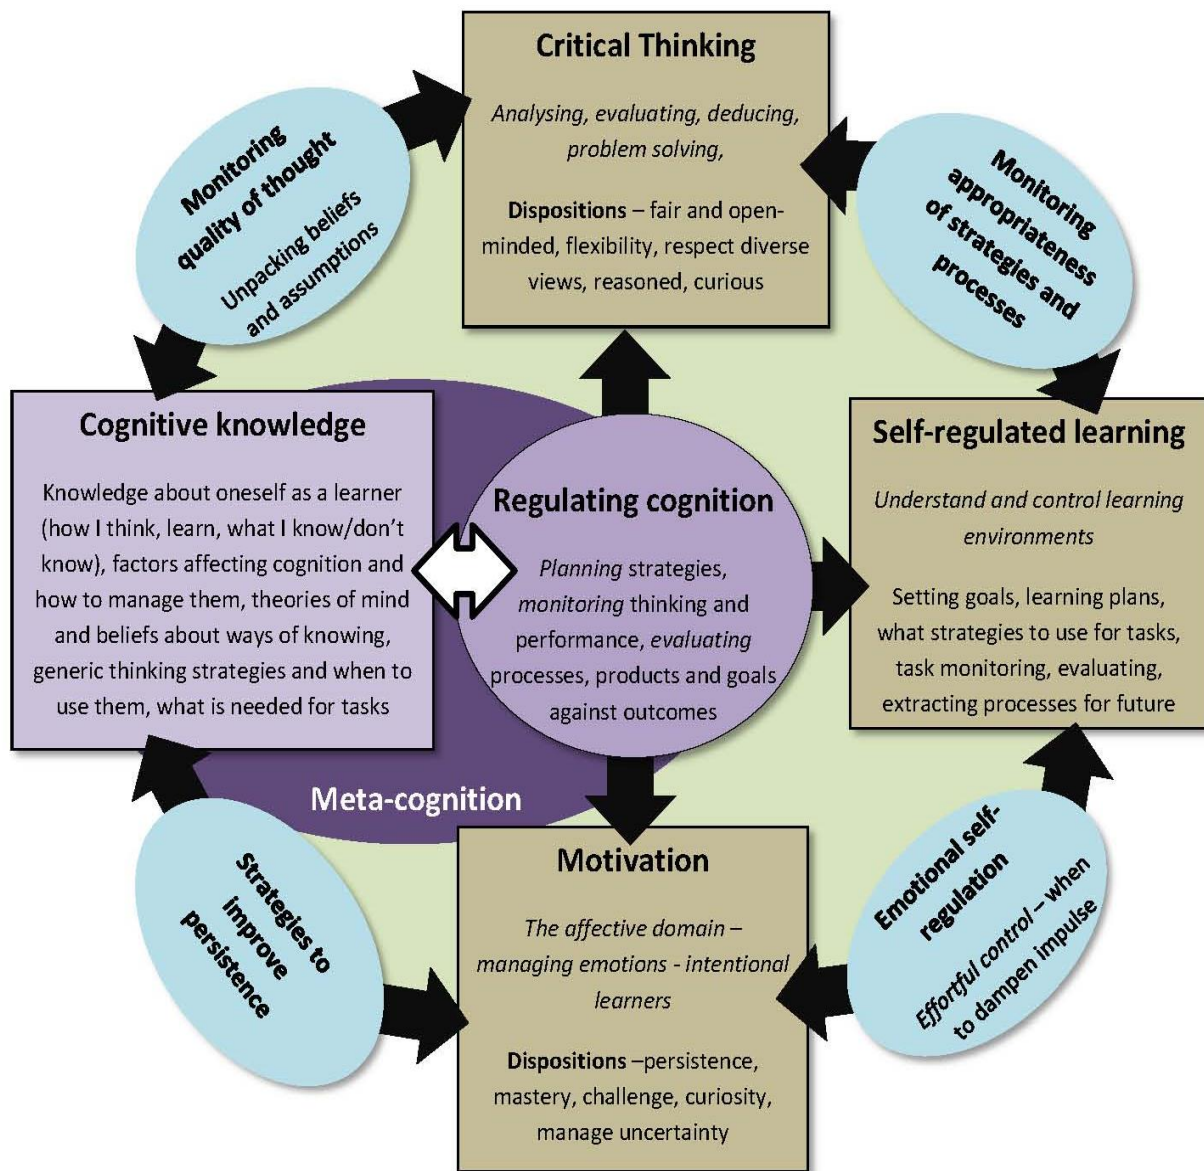 Critical Thinking
Analysing, evaluating, deducing,
problem solving,
Dispositions – fair and open-
minded, flexibility, respect diverse
views, reasoned, curious
Monitoring
quality of thought
Unpacking beliefs
and assumptions
Monitoring
appropriateness
of strategies and
processes
Cognitive knowledge
Knowledge about oneself as a learner
(how I think, learn, what I know/don’t
know), factors affecting cognition and
how to manage them, theories of mind
and beliefs about ways of knowing,
generic thinking strategies and when to
use them, what is needed for tasks
Regulating cognition
Planning strategies,
monitoring thinking and
performance, evaluating
processes, products and goals
against outcomes
Self-regulated learning
Understand and control learning
environments
Setting goals, learning plans,
what strategies to use for tasks,
task monitoring, evaluating,
extracting processes for future
Meta-cognition
Strategies to
improve
persistence
Motivation
The affective domain –
managing emotions - intentional
learners
Dispositions –persistence,
mastery, challenge, curiosity,
manage uncertainty
Emotional self-
regulation
Effortful control – when
to dampen impulse